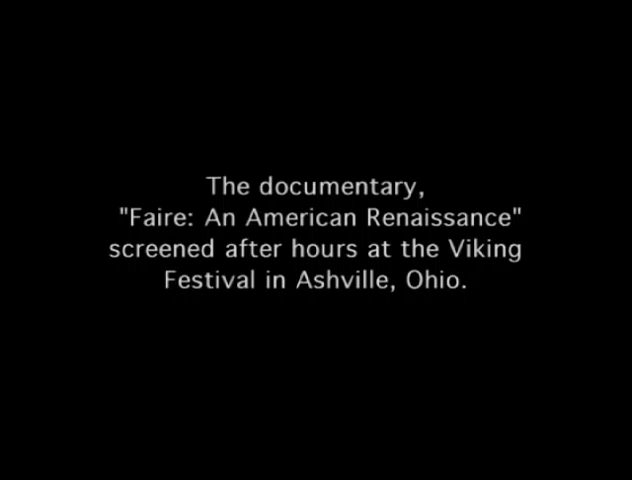 The documentary,
"Faire: An American Renaissance"
screened after hours at the Viking
Festival in Ashville, Ohio.